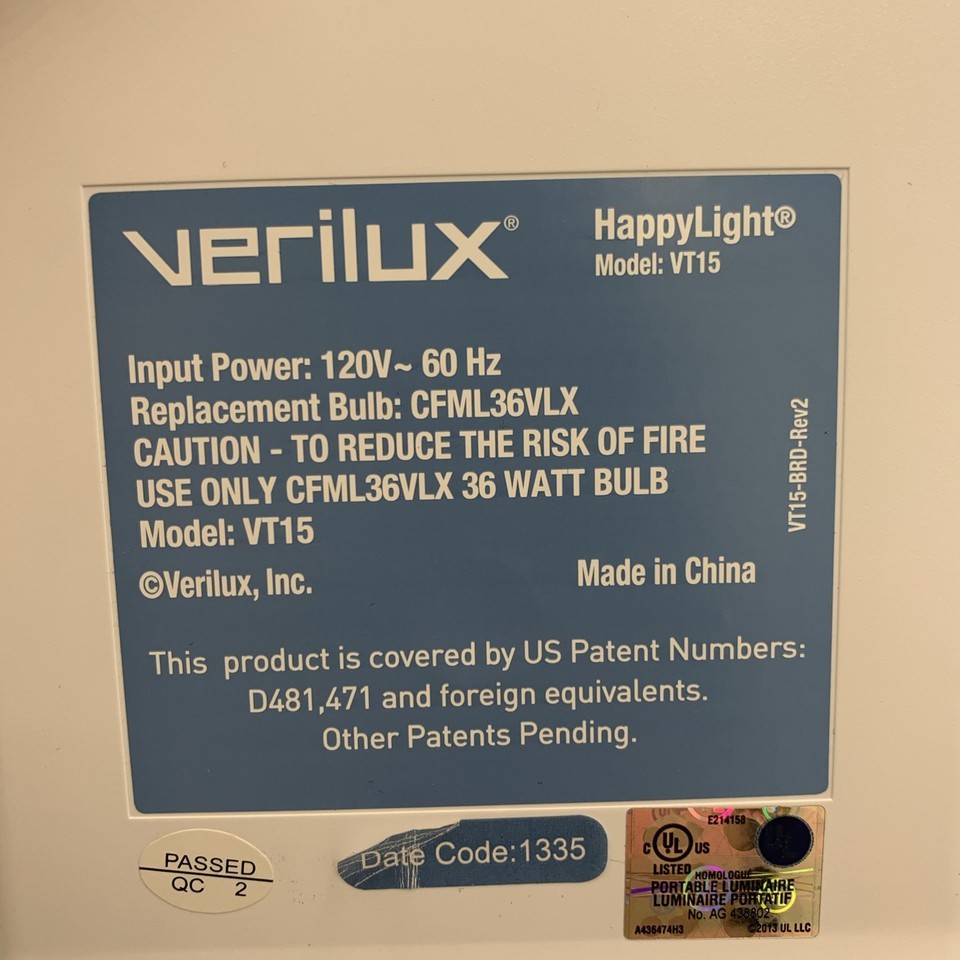 verilux®
HappyLight®
Model: VT15
Input Power: 120V~ 60 Hz
Replacement Bulb: CFML36VLX
CAUTION - TO REDUCE THE RISK OF FIRE
USE ONLY CFML36VLX 36 WATT BULB
Model: VT15
©Verilux, Inc.
Made in China
VT15-BRD-Rev2
This product is covered by US Patent Numbers:
D481,471 and foreign equivalents.
Other Patents Pending.
PASSED
QC 2
Date Code:1335
E214158
C UL US
LISTED HOMOLOGUÉ
PORTABLE LUMINAIRE
LUMINAIRE PORTATIF
No. AG 438802
A436474H3
©2013 UL LLC